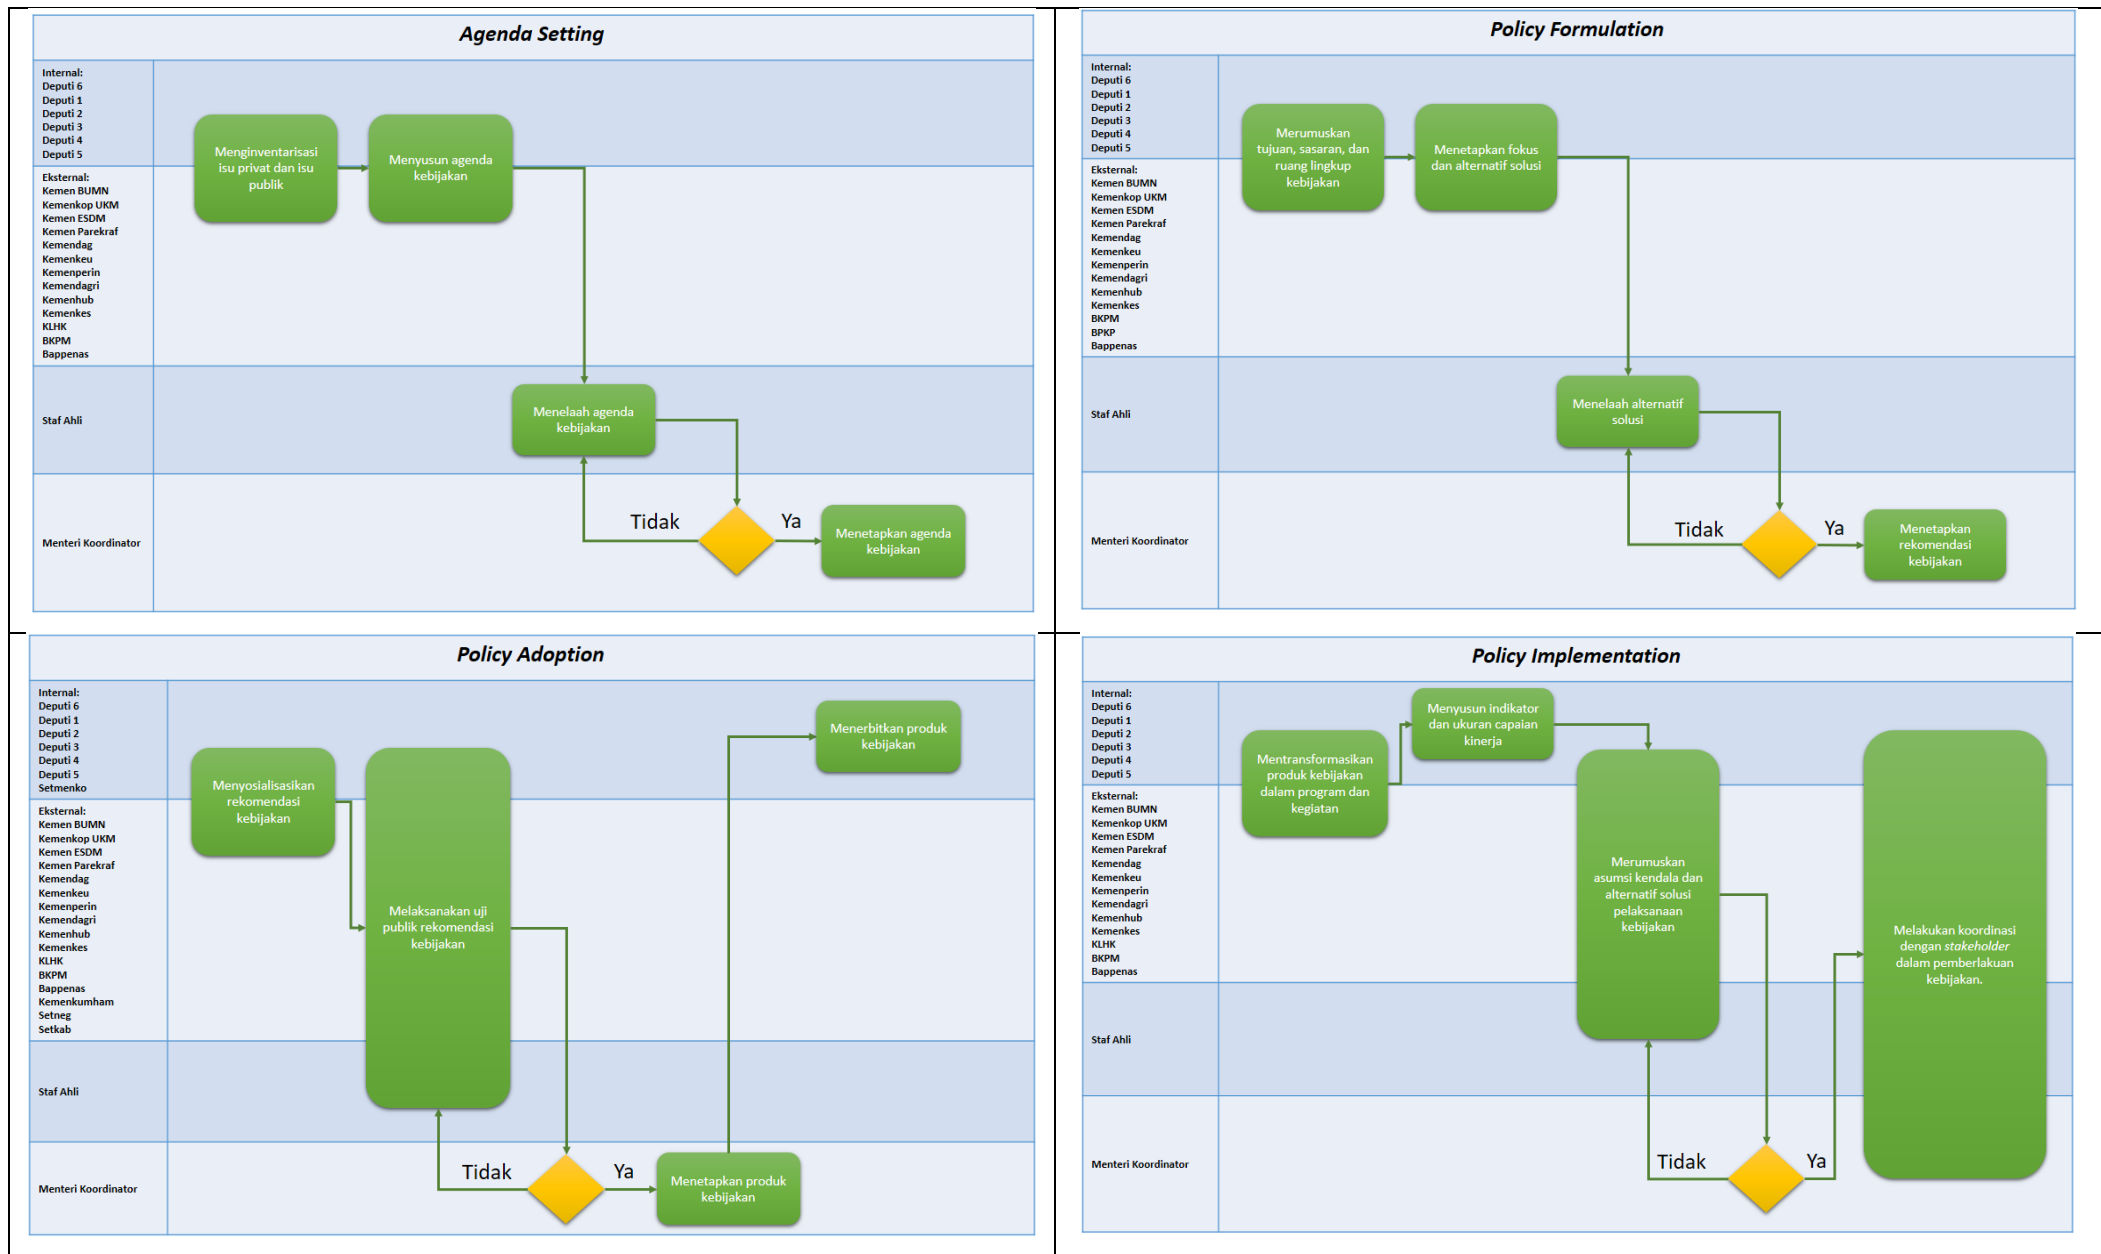 Agenda Setting
Internal:
Deputi 6
Deputi 1
Deputi 2
Deputi 3
Deputi 4
Deputi 5
Eksternal:
Kemen BUMN
Kemenkop UKM
Kemen ESDM
Kemen Parekraf
Kemendag
Kemenkeu
Kemenperin
Kemendagri
Kemenhub
Kemenkes
KLHK
BKPM
Bappenas
Staf Ahli
Menteri Koordinator
Menginventarisasi
isu privat dan isu
publik
Menyusun agenda
kebijakan
Menelaah agenda
kebijakan
Tidak
Ya
Menetapkan agenda
kebijakan
Policy Formulation
Internal:
Deputi 6
Deputi 1
Deputi 2
Deputi 3
Deputi 4
Deputi 5
Eksternal:
Kemen BUMN
Kemenkop UKM
Kemen ESDM
Kemen Parekraf
Kemendag
Kemenkeu
Kemenperin
Kemendagri
Kemenhub
Kemenkes
BKPM
BPKP
Bappenas
Staf Ahli
Menteri Koordinator
Merumuskan
tujuan, sasaran, dan
ruang lingkup
kebijakan
Menetapkan fokus
dan alternatif solusi
Menelaah alternatif
solusi
Tidak
Ya
Menetapkan
rekomendasi
kebijakan
Policy Adoption
Internal:
Deputi 6
Deputi 1
Deputi 2
Deputi 3
Deputi 4
Deputi 5
Setmenko
Eksternal:
Kemen BUMN
Kemenkop UKM
Kemen ESDM
Kemen Parekraf
Kemendag
Kemenkeu
Kemenperin
Kemendagri
Kemenhub
Kemenkes
KLHK
BKPM
Bappenas
Kemenkumham
Setneg
Setkab
Staf Ahli
Menteri Koordinator
Menyosialisasikan
rekomendasi
kebijakan
Melaksanakan uji
publik rekomendasi
kebijakan
Tidak
Ya
Menetapkan produk
kebijakan
Menerbitkan produk
kebijakan
Policy Implementation
Internal:
Deputi 6
Deputi 1
Deputi 2
Deputi 3
Deputi 4
Deputi 5
Eksternal:
Kemen BUMN
Kemenkop UKM
Kemen ESDM
Kemen Parekraf
Kemendag
Kemenkeu
Kemenperin
Kemendagri
Kemenhub
Kemenkes
KLHK
BKPM
Bappenas
Staf Ahli
Menteri Koordinator
Mentransformasikan
produk kebijakan
dalam program dan
kegiatan
Menyusun indikator
dan ukuran capaian
kinerja
Merumuskan
asumsi kendala dan
alternatif solusi
pelaksanaan
kebijakan
Tidak
Ya
Melakukan koordinasi
dengan stakeholder
dalam pemberlakuan
kebijakan.